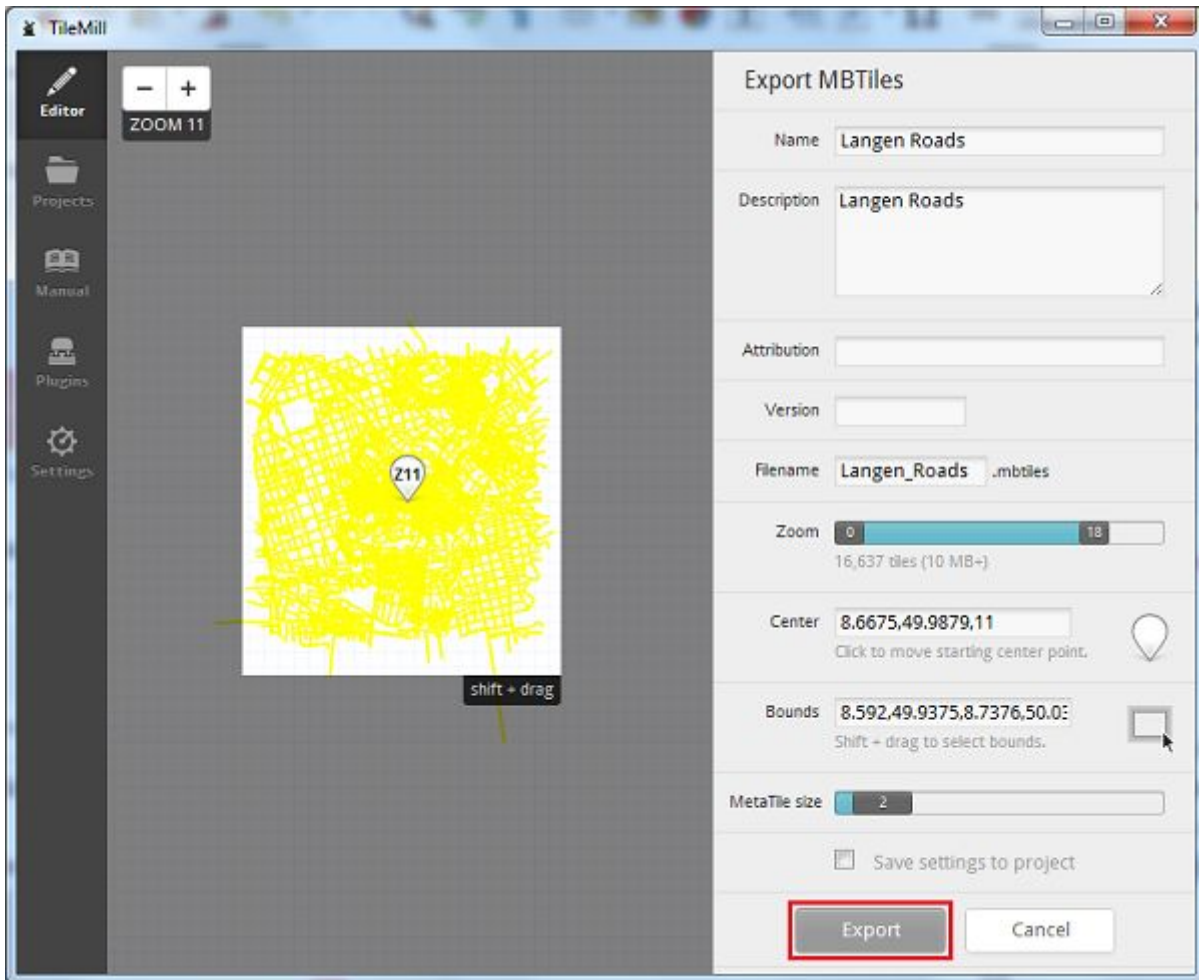 TileMill
Editor
Projects
Manual
Plugins
Settings
− +
ZOOM 11
Z11
shift + drag
Export MBTiles
Name Langen Roads
Description Langen Roads
Attribution
Version
Filename Langen_Roads .mbtiles
Zoom 0 18
16,637 tiles (10 MB+)
Center 8.6675,49.9879,11
Click to move starting center point.
Bounds 8.592,49.9375,8.7376,50.03
Shift + drag to select bounds.
MetaTile size 2
Save settings to project
Export Cancel